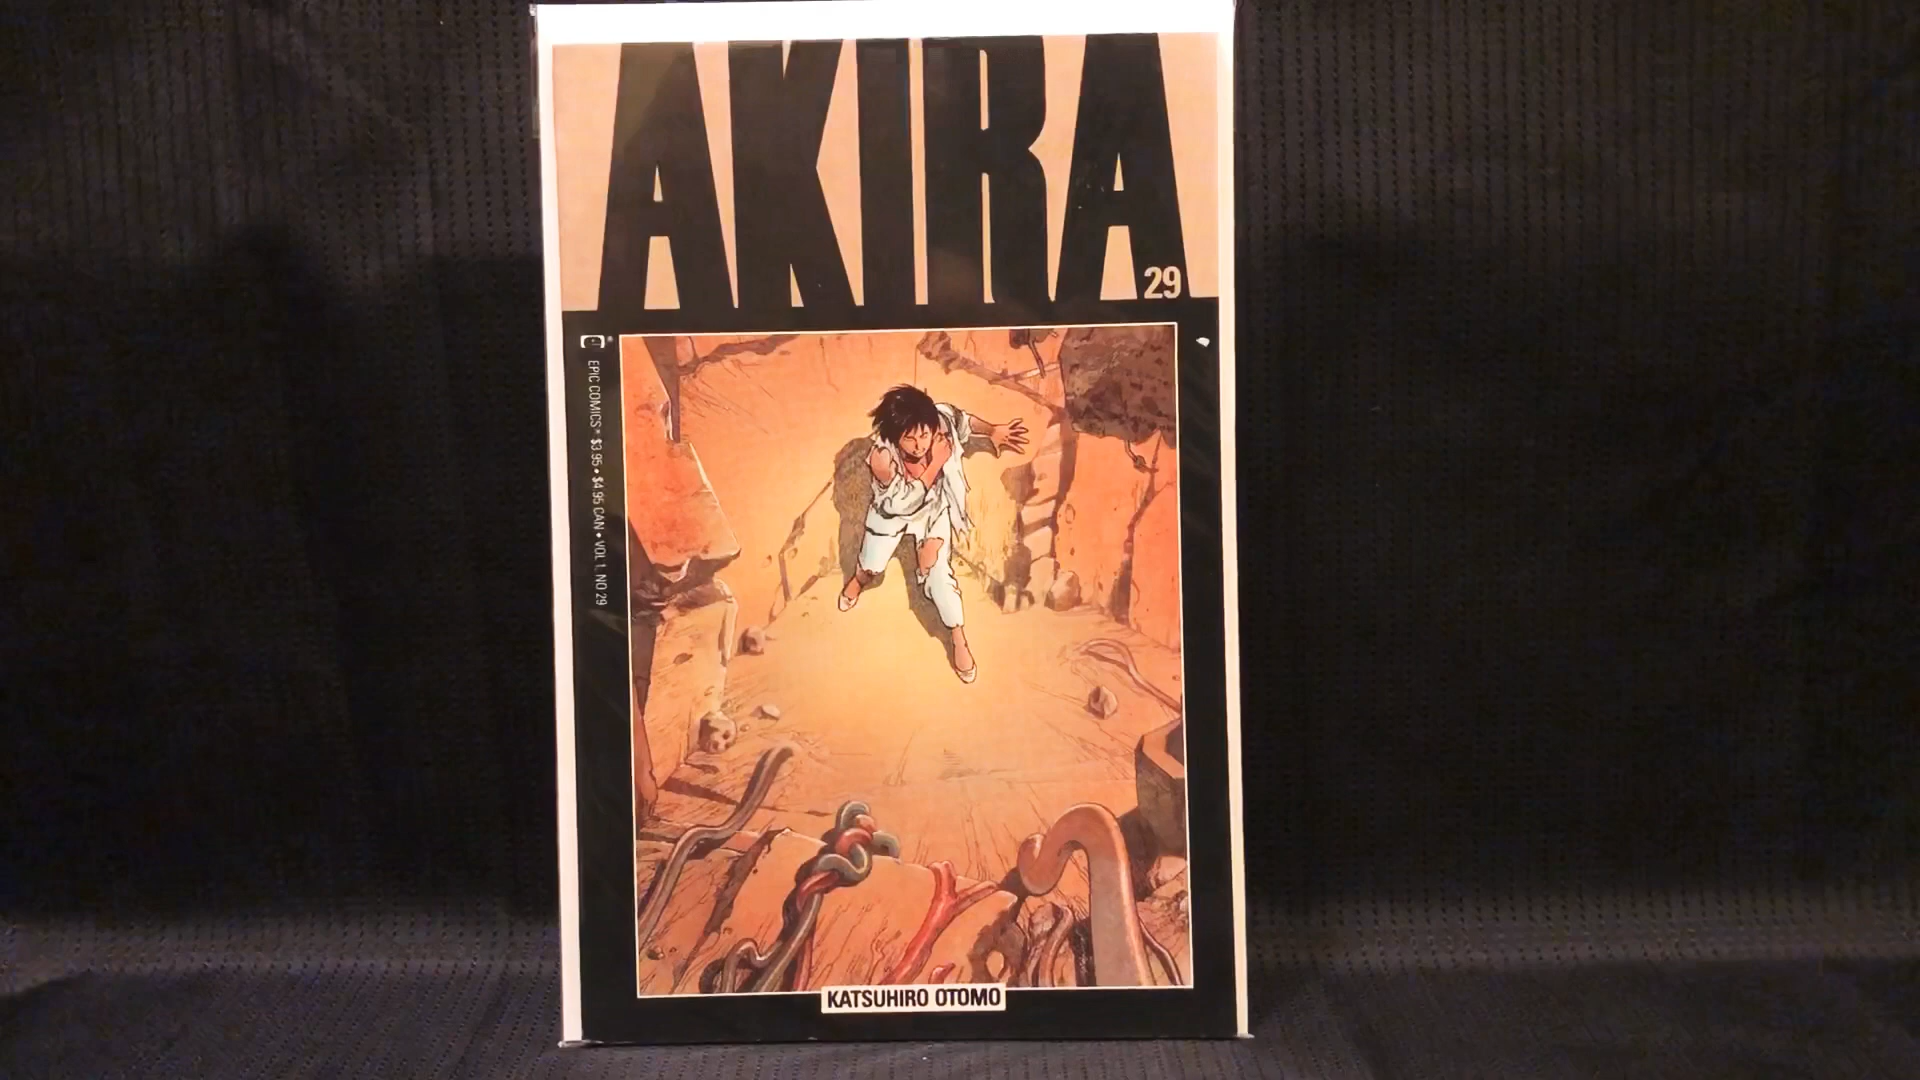 AKIRA
29
EPIC COMICS® $3.95 • $4.95 CAN • VOL 1, NO 29
KATSUHIRO OTOMO